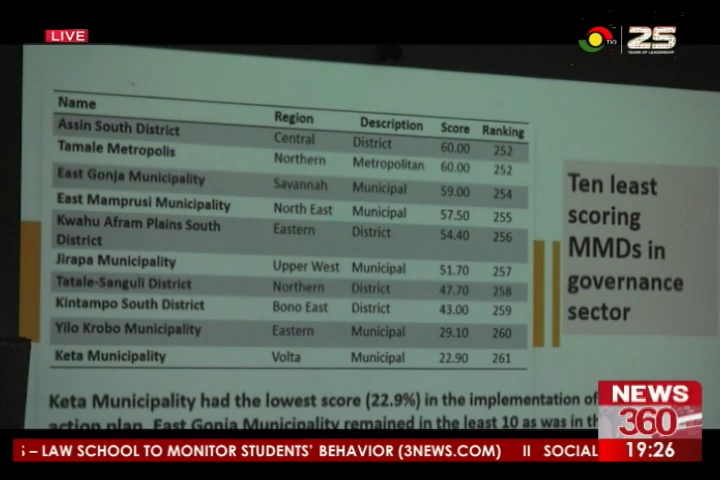 LIVE
TV3
25
YEARS OF LEADERSHIP
Name Region Description Score Ranking
Assin South District Central District 60.00 252
Tamale Metropolis Northern Metropolitan 60.00 252
East Gonja Municipality Savannah Municipal 59.00 254
East Mamprusi Municipality North East Municipal 57.50 255
Kwahu Afram Plains South Eastern District 54.40 256
District
Jirapa Municipality Upper West Municipal 51.70 257
Tatale-Sanguli District Northern District 47.70 258
Kintampo South District Bono East District 43.00 259
Yilo Krobo Municipality Eastern Municipal 29.10 260
Keta Municipality Volta Municipal 22.90 261
Ten least
scoring
MMDs in
governance
sector
Keta Municipality had the lowest score (22.9%) in the implementation of
action plan. East Gonja Municipality remained in the least 10 as was in th
NEWS
360
– LAW SCHOOL TO MONITOR STUDENTS' BEHAVIOR (3NEWS.COM) II SOCIAL
19:26